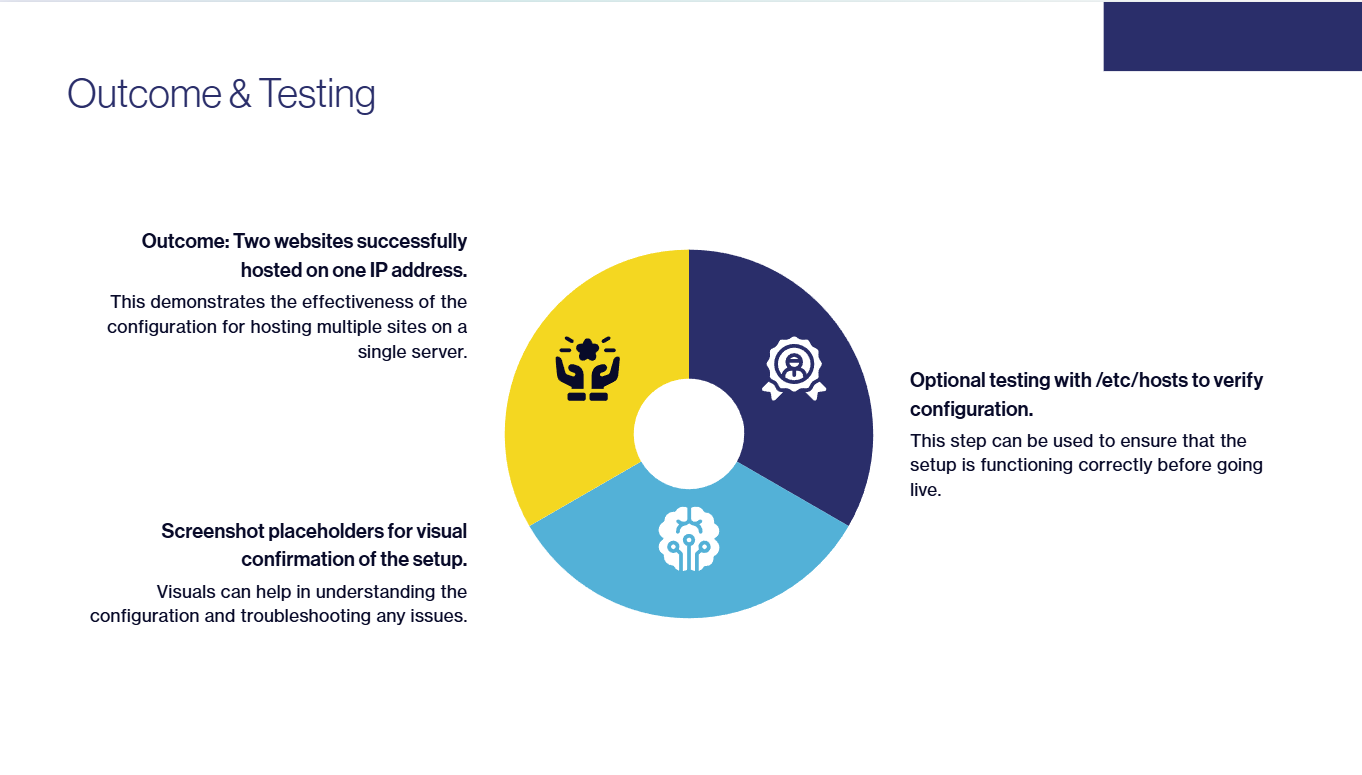 Outcome & Testing
Outcome: Two websites successfully
hosted on one IP address.
This demonstrates the effectiveness of the
configuration for hosting multiple sites on a
single server.
Optional testing with /etc/hosts to verify
configuration.
This step can be used to ensure that the
setup is functioning correctly before going
live.
Screenshot placeholders for visual
confirmation of the setup.
Visuals can help in understanding the
configuration and troubleshooting any issues.